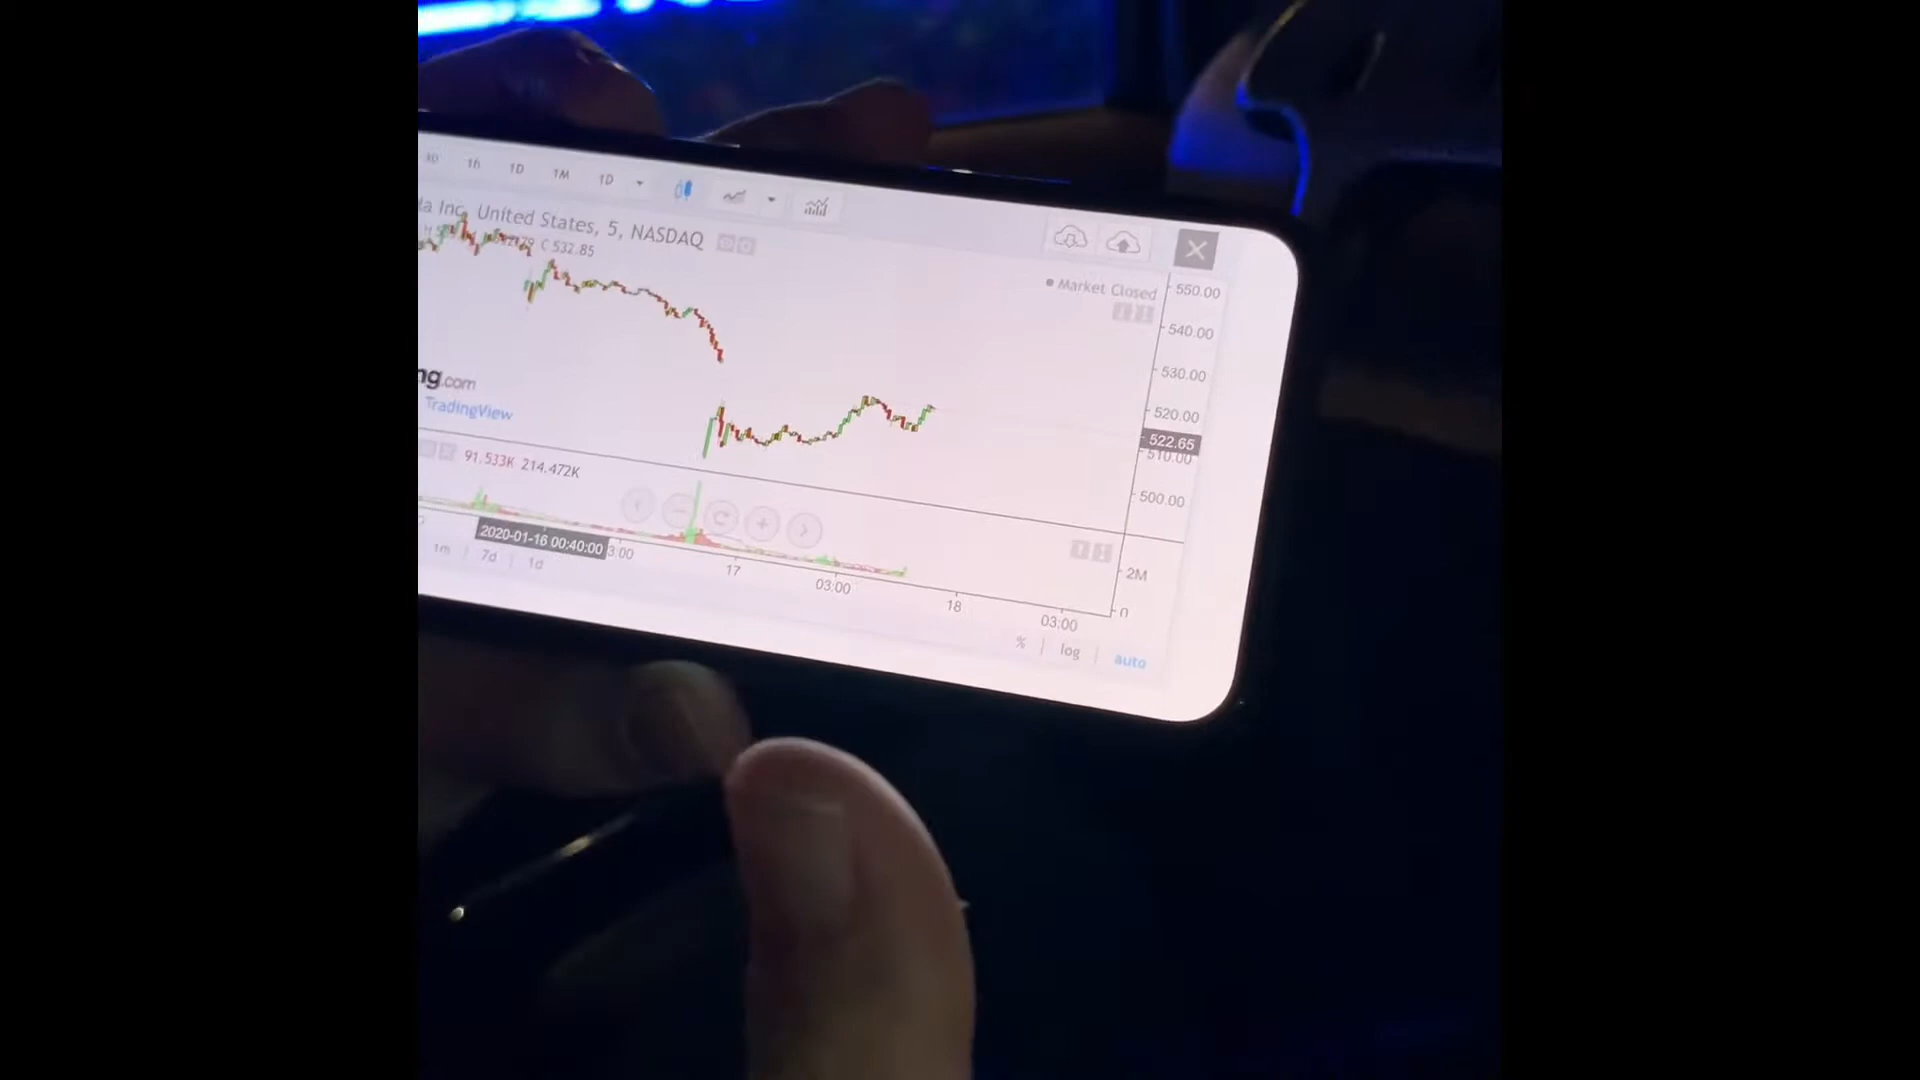 1h 1D 1M 1D
la Inc, United States, 5, NASDAQ
C 532.85
Market Closed
550.00
540.00
530.00
520.00
522.65
510.00
500.00
ng.com
TradingView
91.533K 214.472K
2020-01-16 00:40:00 3:00
17
03:00
18
03:00
2M
0
1m 7d 1d
% log auto